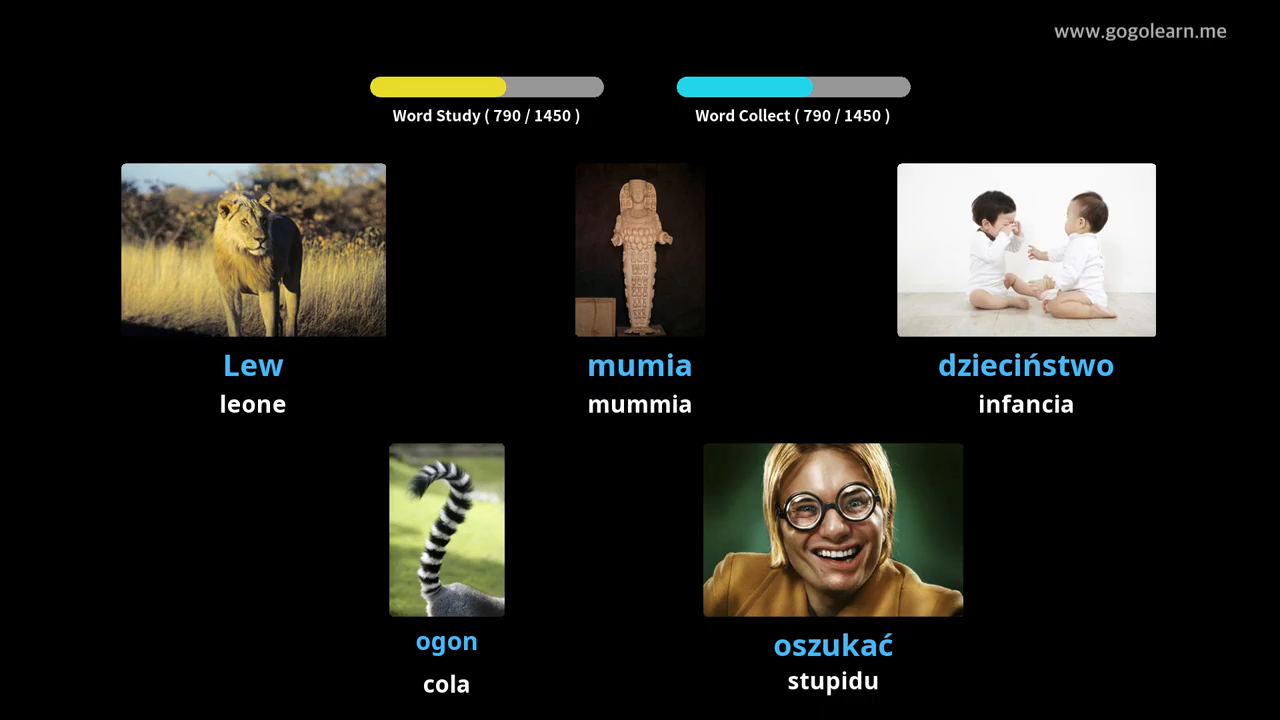 www.gogolearn.me
Word Study ( 790 / 1450 )
Word Collect ( 790 / 1450 )
Lew
leone
mumia
mummia
dzieciństwo
infancia
ogon
cola
oszukać
stupidu